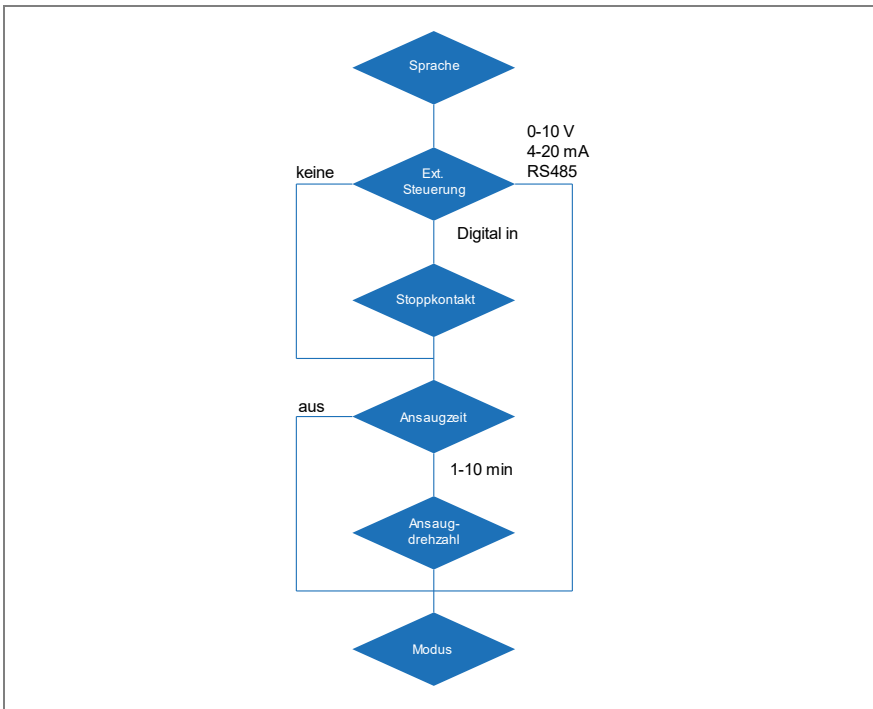 Sprache
0-10 V
4-20 mA
RS485
keine
Ext.
Steuerung
Digital in
Stoppkontakt
aus
Ansaugzeit
1-10 min
Ansaug-
drehzahl
Modus